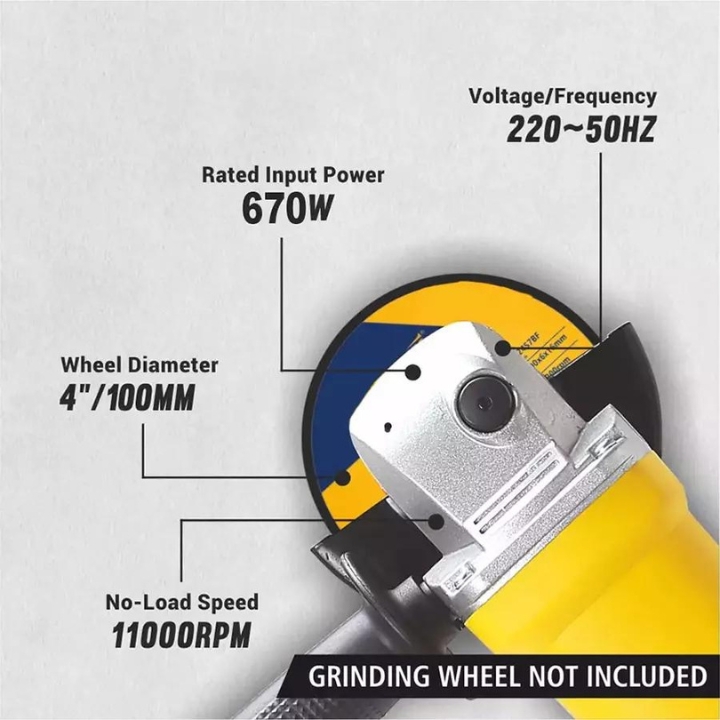 Voltage/Frequency
220~50HZ
Rated Input Power
670W
Wheel Diameter
4"/100MM
No-Load Speed
11000RPM
GRINDING WHEEL NOT INCLUDED